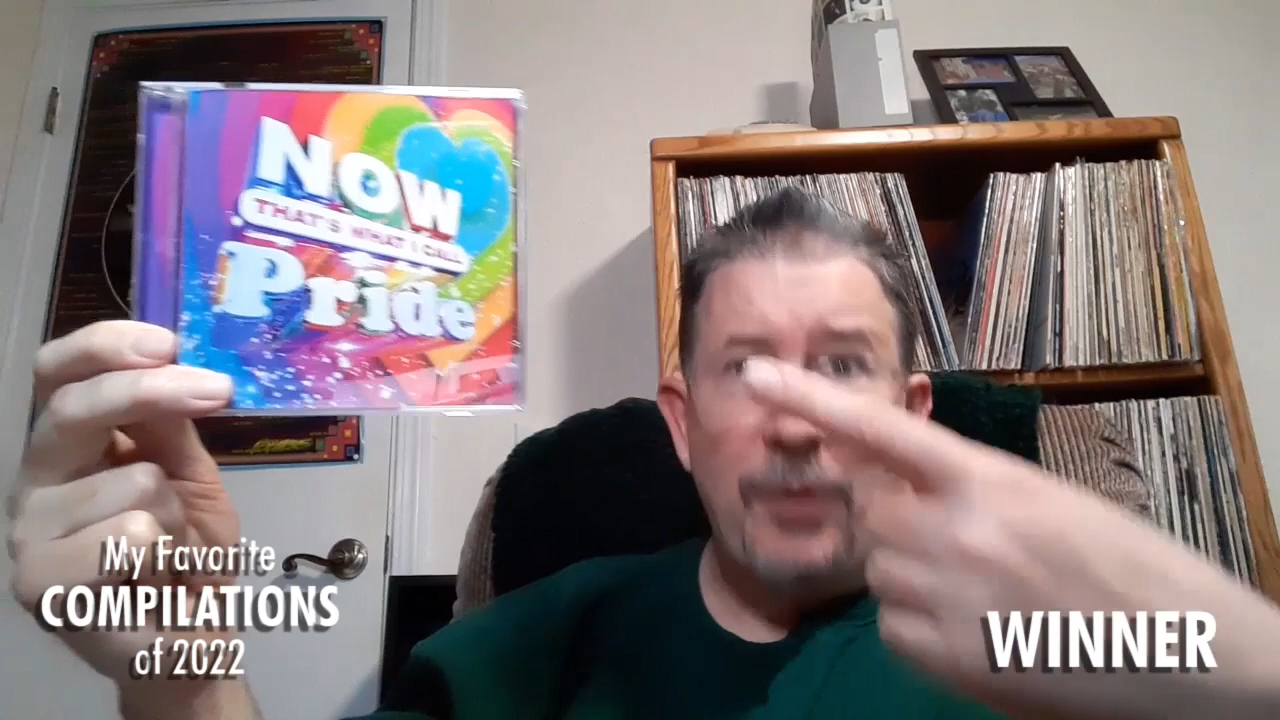 NOW
THAT'S WHAT I CALL
Pride
My Favorite
COMPILATIONS
of 2022
WINNER